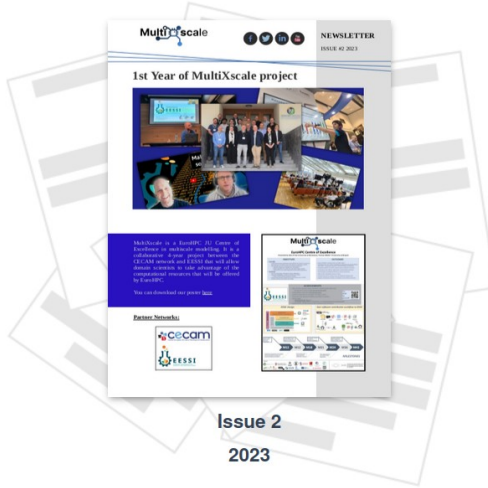 MultiXscale
NEWSLETTER
ISSUE #2 2023
1st Year of MultiXscale project
MultiXscale is a EuroHPC JU Center of
Excellence in multiscale modelling. It is a
collaborative 4-year project between the
CECAM network and EESSI that will allow
domain scientists to take advantage of the
computational resources that will be offered
by EuroHPC.
You can download our poster here
Partner Networks:
cecam
EESSI
MultiXscale
EuroHPC Centre of Excellence
EESSI
Issue 2
2023